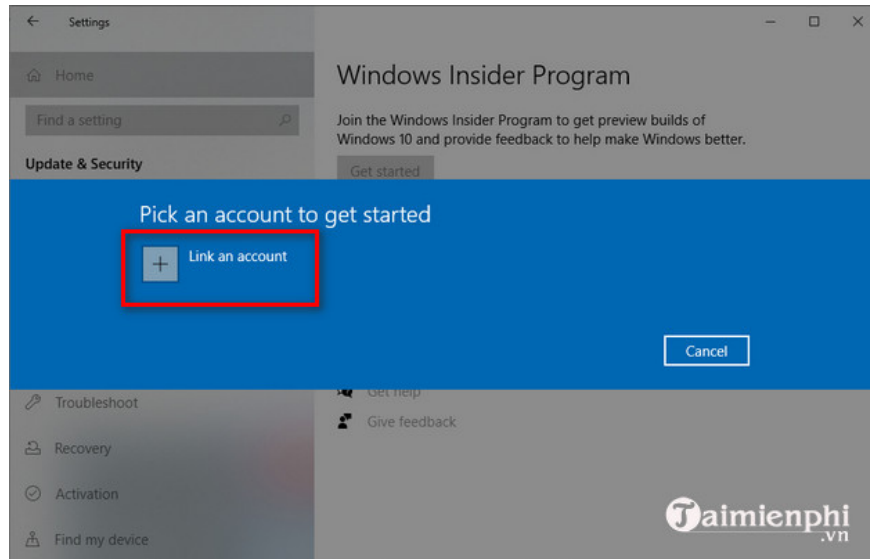 Settings
Home
Find a setting
Update & Security
Windows Insider Program
Join the Windows Insider Program to get preview builds of
Windows 10 and provide feedback to help make Windows better.
Get started
Pick an account to get started
Link an account
Cancel
Get help
Give feedback
Troubleshoot
Recovery
Activation
Find my device
Taimienphi
.vn